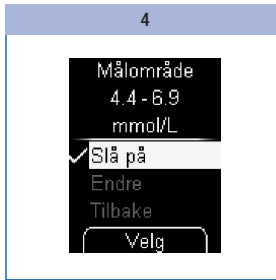 4
Målområde
4.4 - 6.9
mmol/L
Slå på
Endre
Tilbake
Velg